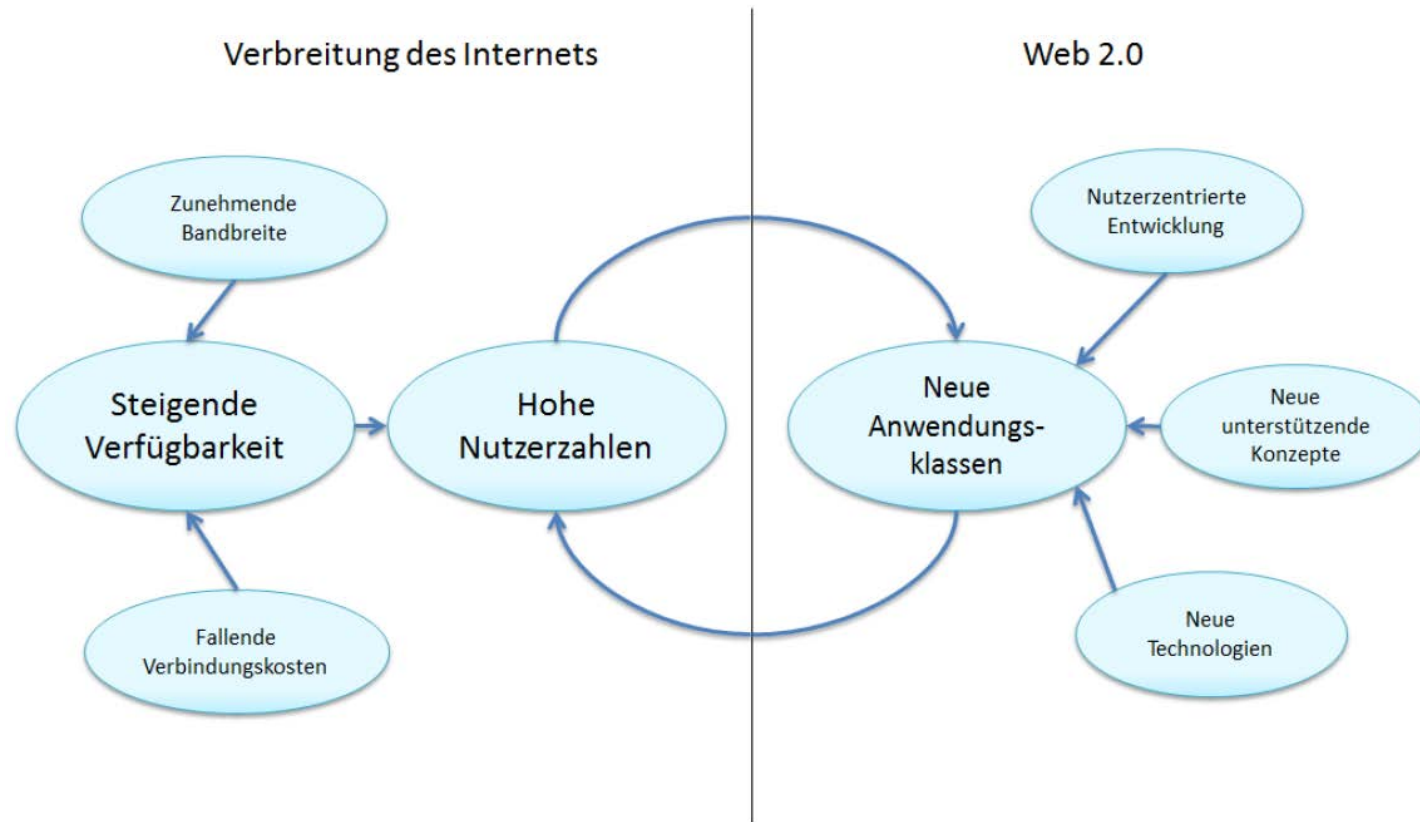 Verbreitung des Internets
Web 2.0
Zunehmende
Bandbreite
Nutzerzentrierte
Entwicklung
Steigende
Verfügbarkeit
Hohe
Nutzerzahlen
Neue
Anwendungs-
klassen
Neue
unterstützende
Konzepte
Fallende
Verbindungskosten
Neue
Technologien